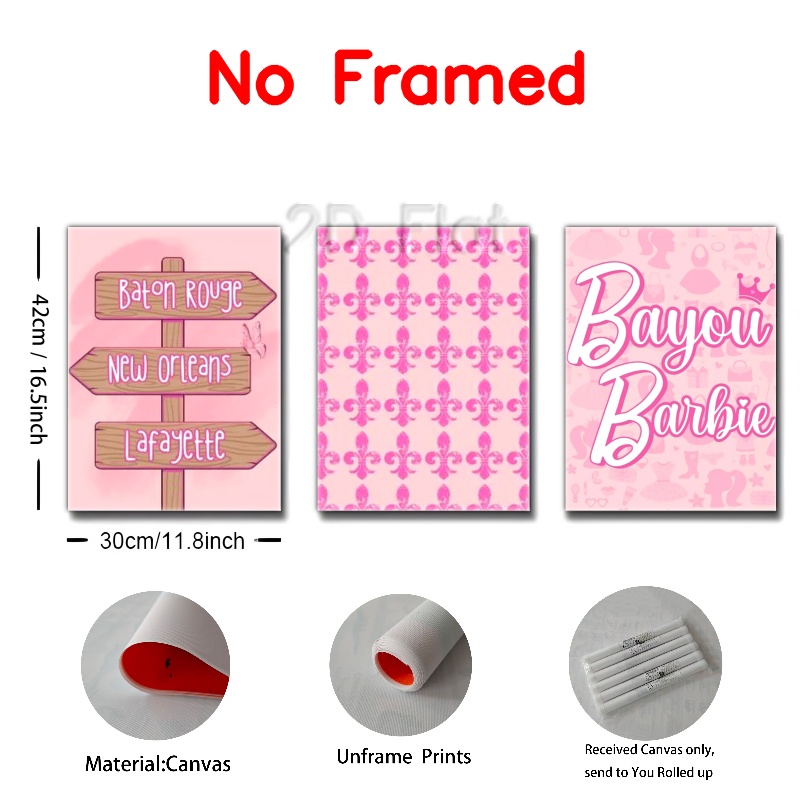 No Framed
2D Flat
42cm / 16.5inch
Baton Rouge
New Orleans
Lafayette
Bayou
Barbie
30cm/11.8inch
Material:Canvas
Unframe Prints
Received Canvas only,
send to You Rolled up